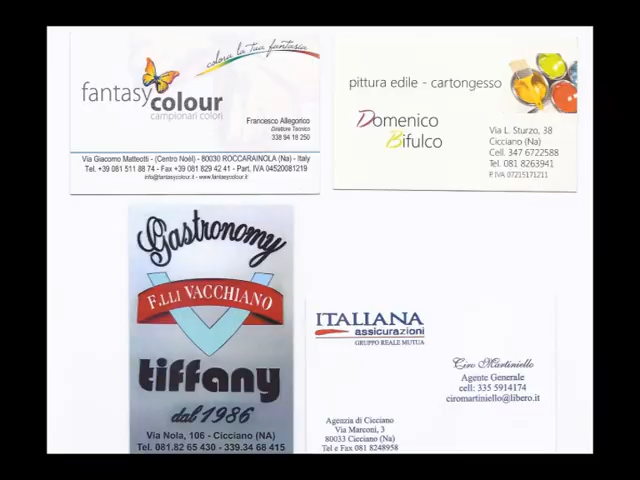 colora la tua fantasia
fantasy
colour
campionari colori
Francesco Allegorico
Direttore Tecnico
338 94 18 250
Via Giacomo Matteotti - (Centro Noèl) - 80030 ROCCARAINOLA (Na) - Italy
Tel. +39 081 511 88 74 - Fax +39 081 829 42 41 - Part. IVA 04520081219
info@fantasycolour.it - www.fantasycolour.it
pittura edile - cartongesso
Domenico
Bifulco
Via L. Sturzo, 38
Cicciano (Na)
Cell. 347 6722588
Tel. 081 8263941
P. IVA 07215171211
Gastronomy
F.LLI VACCHIANO
tiffany
dal 1986
Via Nola, 106 - Cicciano (NA)
Tel. 081.82 65 430 - 339.34 68 415
ITALIANA
assicurazioni
GRUPPO REALE MUTUA
Ciro Martiniello
Agente Generale
cell: 335 5914174
ciromartiniello@libero.it
Agenzia di Cicciano
Via Marconi, 3
80033 Cicciano (Na)
Tel e Fax 081 8248958